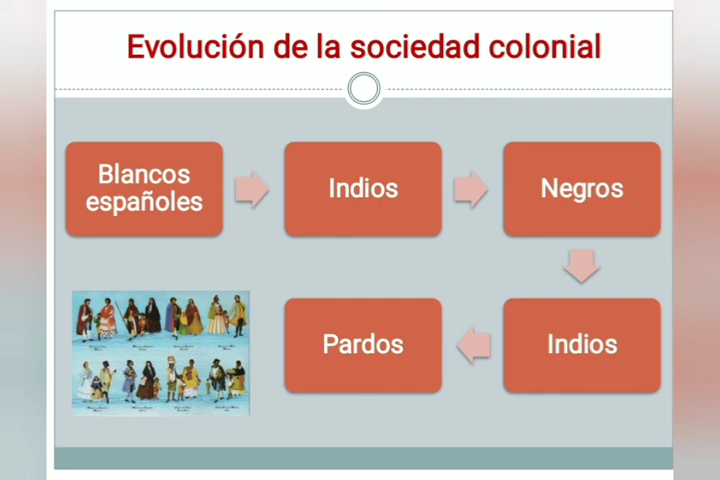 Evolución de la sociedad colonial
Blancos
españoles
Indios
Negros
Indios
Pardos